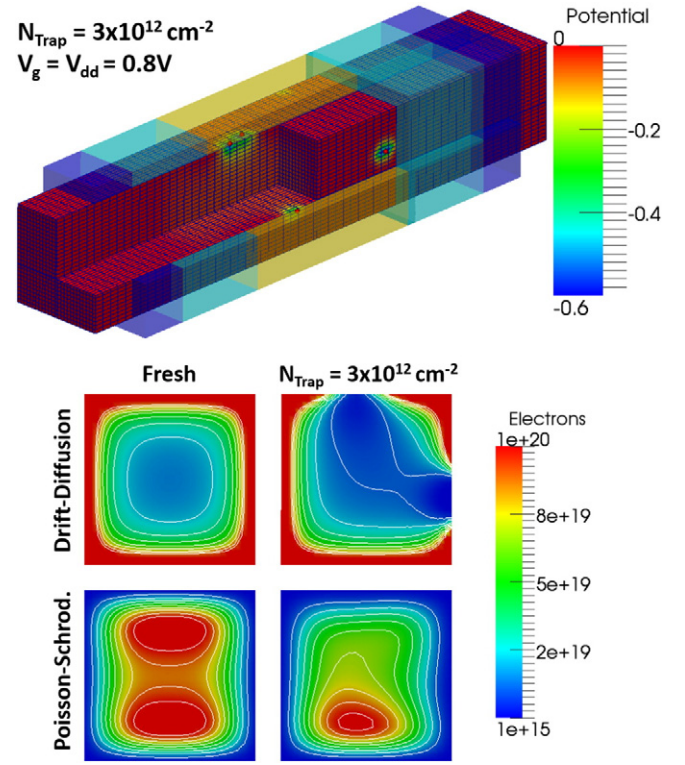 N_Trap = 3x10^12 cm^-2
V_g = V_dd = 0.8V
Potential
0
-0.2
-0.4
-0.6
Fresh
N_Trap = 3x10^12 cm^-2
Drift-Diffusion
Poisson-Schrod.
Electrons
1e+20
8e+19
5e+19
2e+19
1e+15